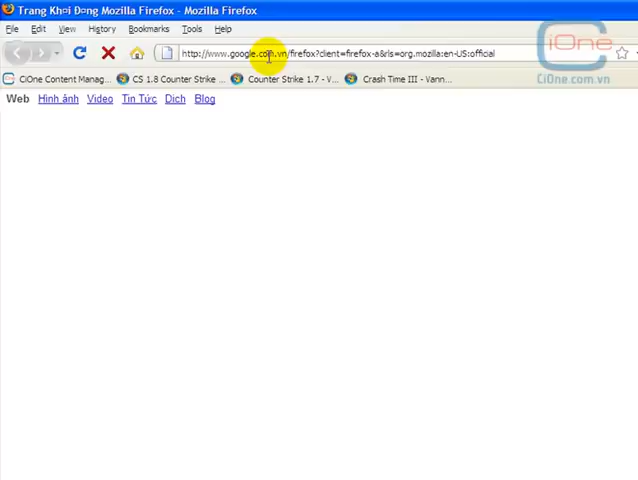 Trang Khởi Động Mozilla Firefox - Mozilla Firefox
File Edit View History Bookmarks Tools Help
http://www.google.com.vn/firefox?client=firefox-a&rls=org.mozilla:en-US:official
CiOne Content Manag... CS 1.8 Counter Strike ... Counter Strike 1.7 - V... Crash Time III - Vann...
Web Hình ảnh Video Tin Tức Dịch Blog
CiOne
CiOne.com.vn